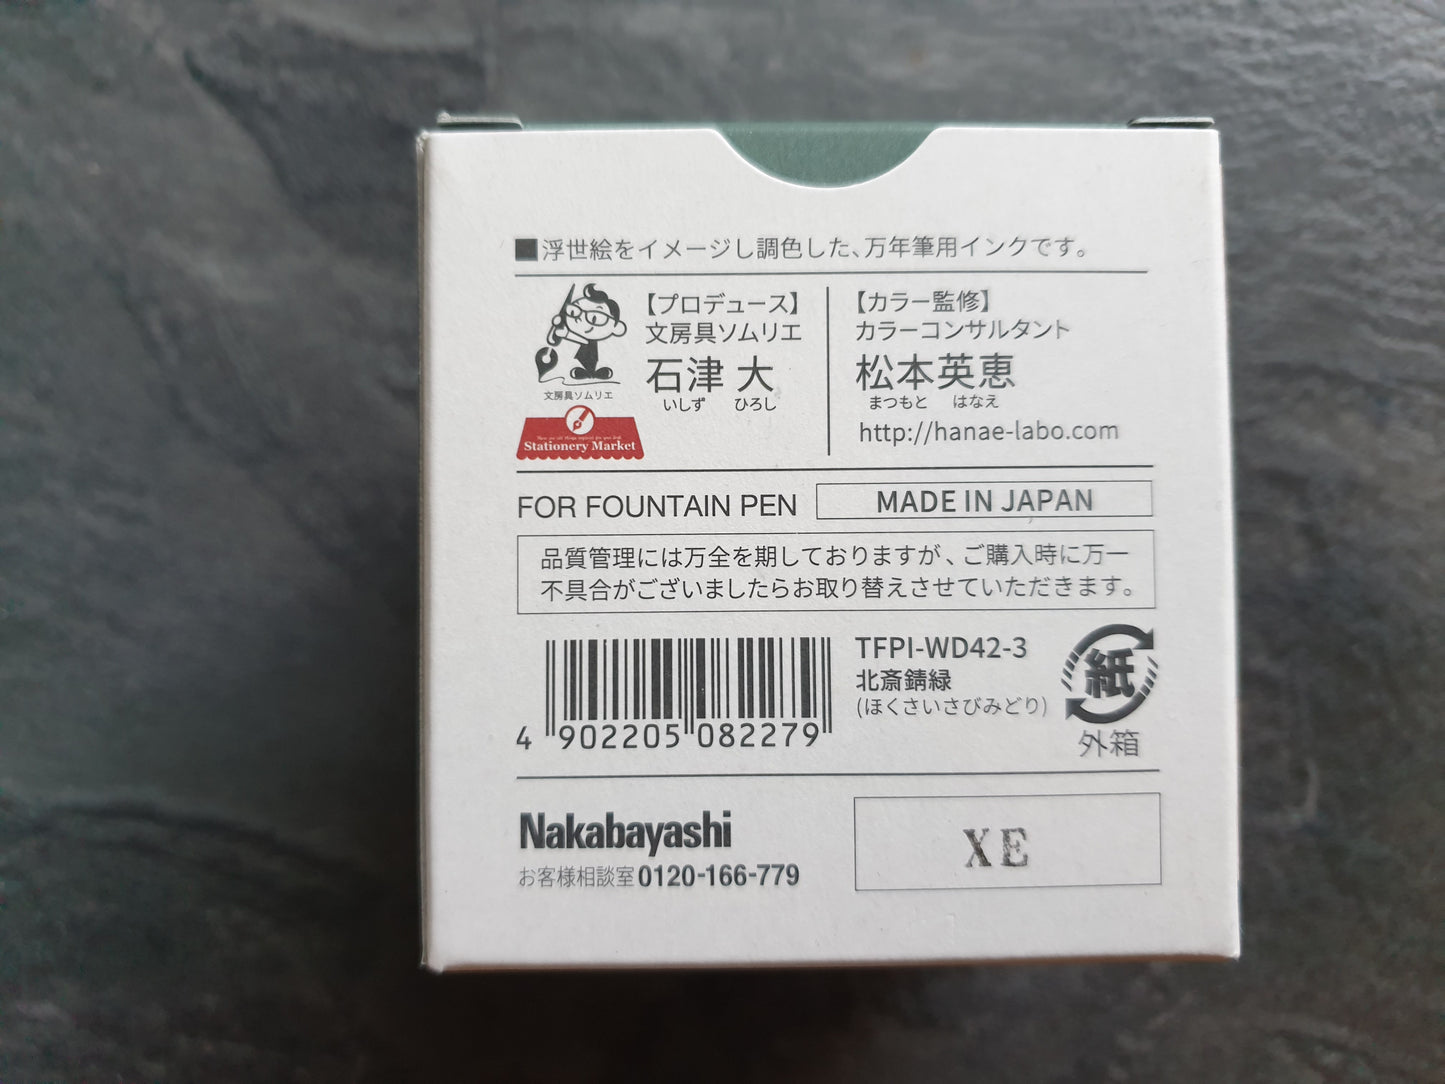 ■浮世絵をイメージし調色した、万年筆用インクです。
【プロデュース】
文房具ソムリエ
石津 大
いしず ひろし
文房具ソムリエ
Stationery Market
【カラー監修】
カラーコンサルタント
松本英恵
まつもと はなえ
http://hanae-labo.com
FOR FOUNTAIN PEN
MADE IN JAPAN
品質管理には万全を期しておりますが、ご購入時に万一
不具合がございましたらお取り替えさせていただきます。
4 902205 082279
TFPI-WD42-3
北斎錆緑
(ほくさいさびみどり)
紙
外箱
Nakabayashi
お客様相談室 0120-166-779
XE